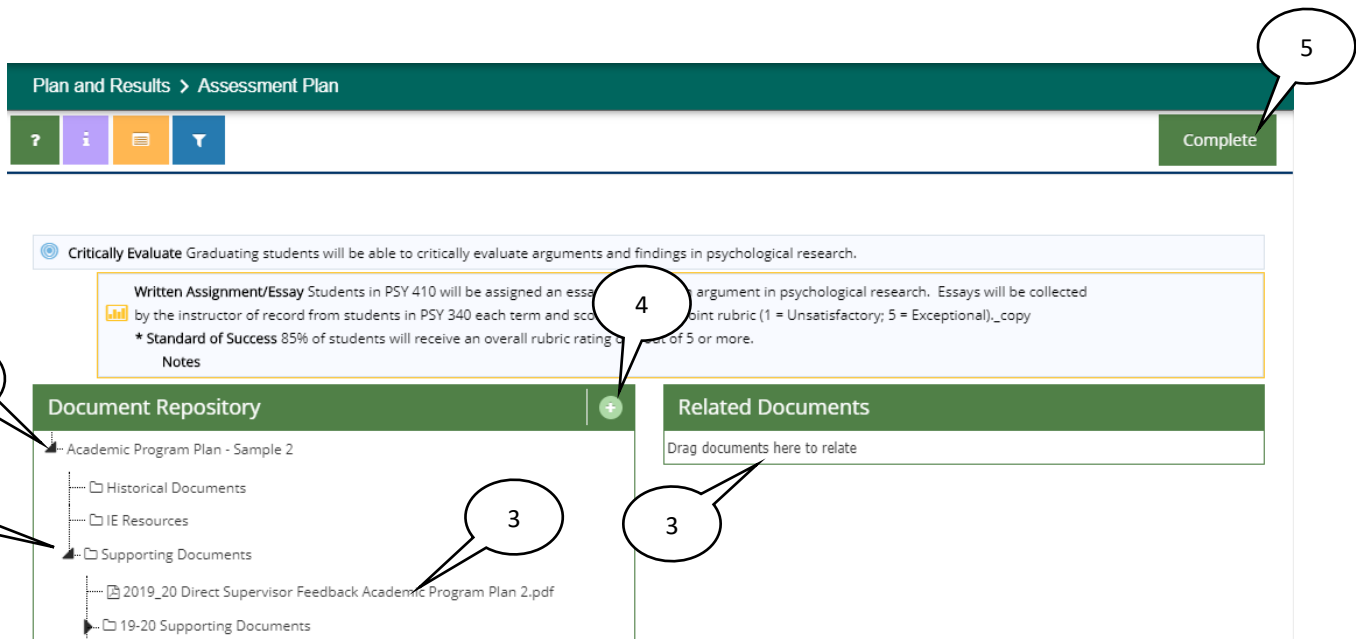 5
Plan and Results > Assessment Plan
? i
Complete
Critically Evaluate Graduating students will be able to critically evaluate arguments and findings in psychological research.
Written Assignment/Essay Students in PSY 410 will be assigned an argument in psychological research. Essays will be collected
4
by the instructor of record from students in PSY 340 each term and point rubric (1 = Unsatisfactory; 5 = Exceptional)._copy
* Standard of Success 85% of students will receive an overall rubric rating of 5 or more.
Notes
Document Repository
Related Documents
Academic Program Plan - Sample 2
Drag documents here to relate
Historical Documents
3
3
IE Resources
Supporting Documents
2019_20 Direct Supervisor Feedback Academic Program Plan 2.pdf
19-20 Supporting Documents